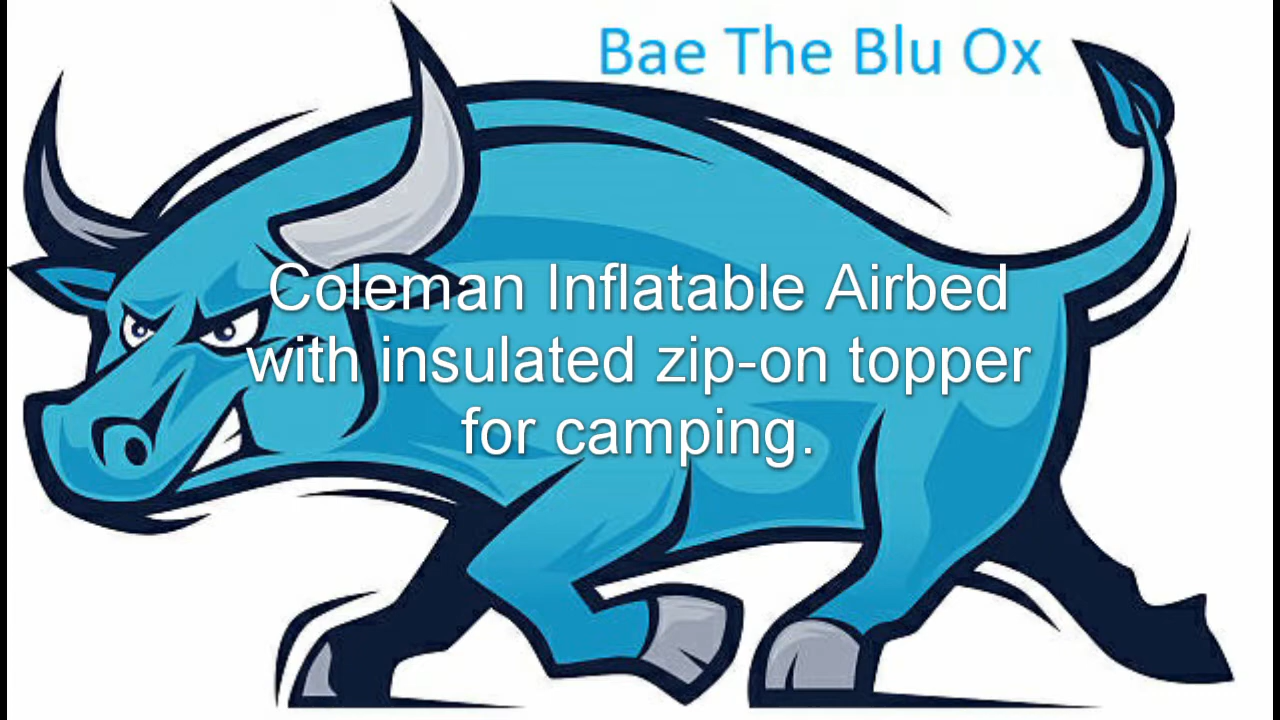 Bae The Blu Ox
Coleman Inflatable Airbed
with insulated zip-on topper
for camping.